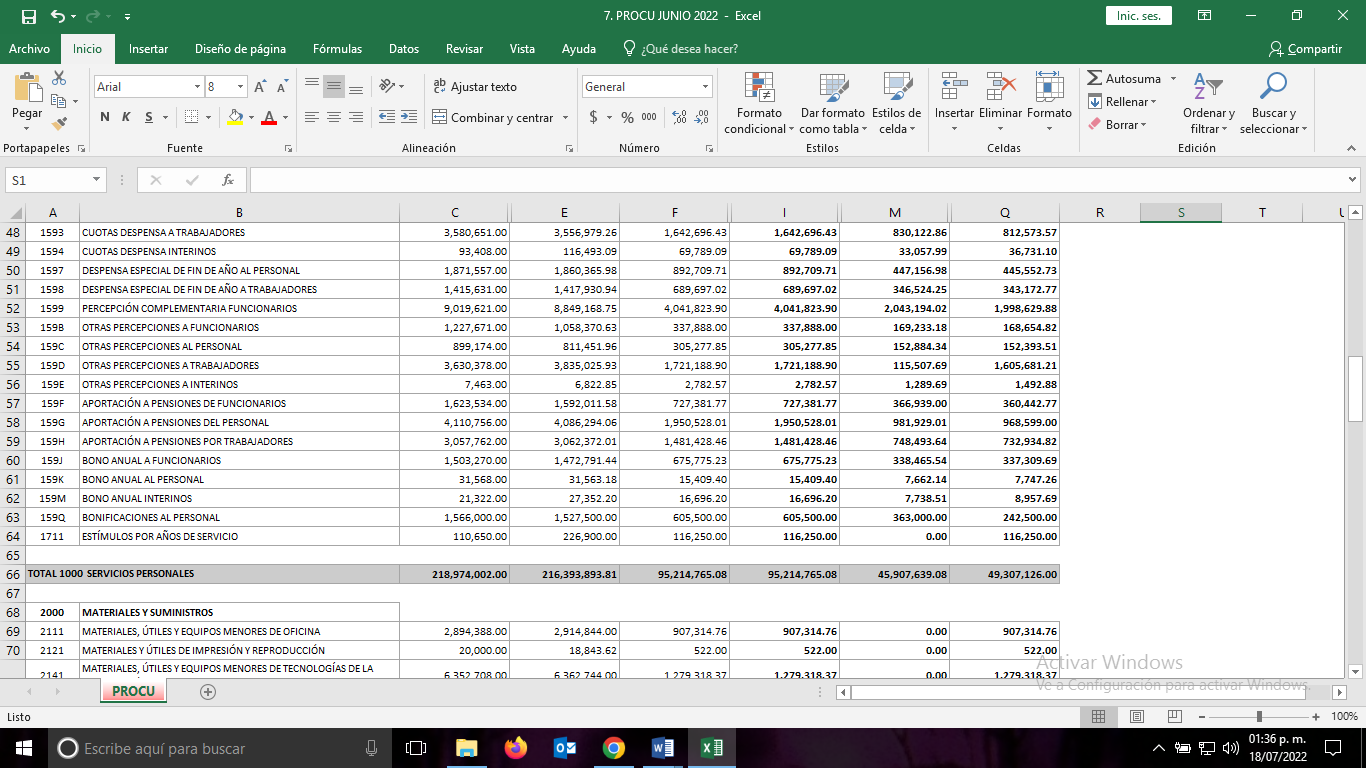 7. PROCU JUNIO 2022 - Excel
Inic. ses.
Archivo Inicio Insertar Diseño de página Fórmulas Datos Revisar Vista Ayuda ¿Qué desea hacer? Compartir
Pegar
Arial 8
N K S
Ajustar texto
Combinar y centrar
General
$ % 000
Formato condicional
Dar formato como tabla
Estilos de celda
Insertar Eliminar Formato
Autosuma
Rellenar
Borrar
Ordenar y filtrar
Buscar y seleccionar
Portapapeles Fuente Alineación Número Estilos Celdas Edición
S1 fx
A B C E F I M Q R S T U
48 1593 CUOTAS DESPENSA A TRABAJADORES 3,580,651.00 3,556,979.26 1,642,696.43 1,642,696.43 830,122.86 812,573.57
49 1594 CUOTAS DESPENSA INTERINOS 93,408.00 116,493.09 69,789.09 69,789.09 33,057.99 36,731.10
50 1597 DESPENSA ESPECIAL DE FIN DE AÑO AL PERSONAL 1,871,557.00 1,860,365.98 892,709.71 892,709.71 447,156.98 445,552.73
51 1598 DESPENSA ESPECIAL DE FIN DE AÑO A TRABAJADORES 1,415,631.00 1,417,930.94 689,697.02 689,697.02 346,524.25 343,172.77
52 1599 PERCEPCIÓN COMPLEMENTARIA FUNCIONARIOS 9,019,621.00 8,849,168.75 4,041,823.90 4,041,823.90 2,043,194.02 1,998,629.88
53 159B OTRAS PERCEPCIONES A FUNCIONARIOS 1,227,671.00 1,058,370.63 337,888.00 337,888.00 169,233.18 168,654.82
54 159C OTRAS PERCEPCIONES AL PERSONAL 899,174.00 811,451.96 305,277.85 305,277.85 152,884.34 152,393.51
55 159D OTRAS PERCEPCIONES A TRABAJADORES 3,630,378.00 3,835,025.93 1,721,188.90 1,721,188.90 115,507.69 1,605,681.21
56 159E OTRAS PERCEPCIONES A INTERINOS 7,463.00 6,822.85 2,782.57 2,782.57 1,289.69 1,492.88
57 159F APORTACIÓN A PENSIONES DE FUNCIONARIOS 1,623,534.00 1,592,011.58 727,381.77 727,381.77 366,939.00 360,442.77
58 159G APORTACIÓN A PENSIONES DEL PERSONAL 4,110,756.00 4,086,294.06 1,950,528.01 1,950,528.01 981,929.01 968,599.00
59 159H APORTACIÓN A PENSIONES POR TRABAJADORES 3,057,762.00 3,062,372.01 1,481,428.46 1,481,428.46 748,493.64 732,934.82
60 159J BONO ANUAL A FUNCIONARIOS 1,503,270.00 1,472,791.44 675,775.23 675,775.23 338,465.54 337,309.69
61 159K BONO ANUAL AL PERSONAL 31,568.00 31,563.18 15,409.40 15,409.40 7,662.14 7,747.26
62 159M BONO ANUAL INTERINOS 21,322.00 27,352.20 16,696.20 16,696.20 7,738.51 8,957.69
63 159Q BONIFICACIONES AL PERSONAL 1,566,000.00 1,527,500.00 605,500.00 605,500.00 363,000.00 242,500.00
64 1711 ESTÍMULOS POR AÑOS DE SERVICIO 110,650.00 226,900.00 116,250.00 116,250.00 0.00 116,250.00
65
66 TOTAL 1000 SERVICIOS PERSONALES 218,974,002.00 216,393,893.81 95,214,765.08 95,214,765.08 45,907,639.08 49,307,126.00
67
68 2000 MATERIALES Y SUMINISTROS
69 2111 MATERIALES, ÚTILES Y EQUIPOS MENORES DE OFICINA 2,894,388.00 2,914,844.00 907,314.76 907,314.76 0.00 907,314.76
70 2121 MATERIALES Y ÚTILES DE IMPRESIÓN Y REPRODUCCIÓN 20,000.00 18,843.62 522.00 522.00 0.00 522.00
2141 MATERIALES, ÚTILES Y EQUIPOS MENORES DE TECNOLOGÍAS DE LA 6,352,708.00 6,362,744.00 1,279,318.37 1,279,318.37 0.00 1,279,318.37
Activar Windows
Ve a Configuración para activar Windows.
PROCU
Listo 100%
Escribe aquí para buscar
01:36 p. m.
18/07/2022